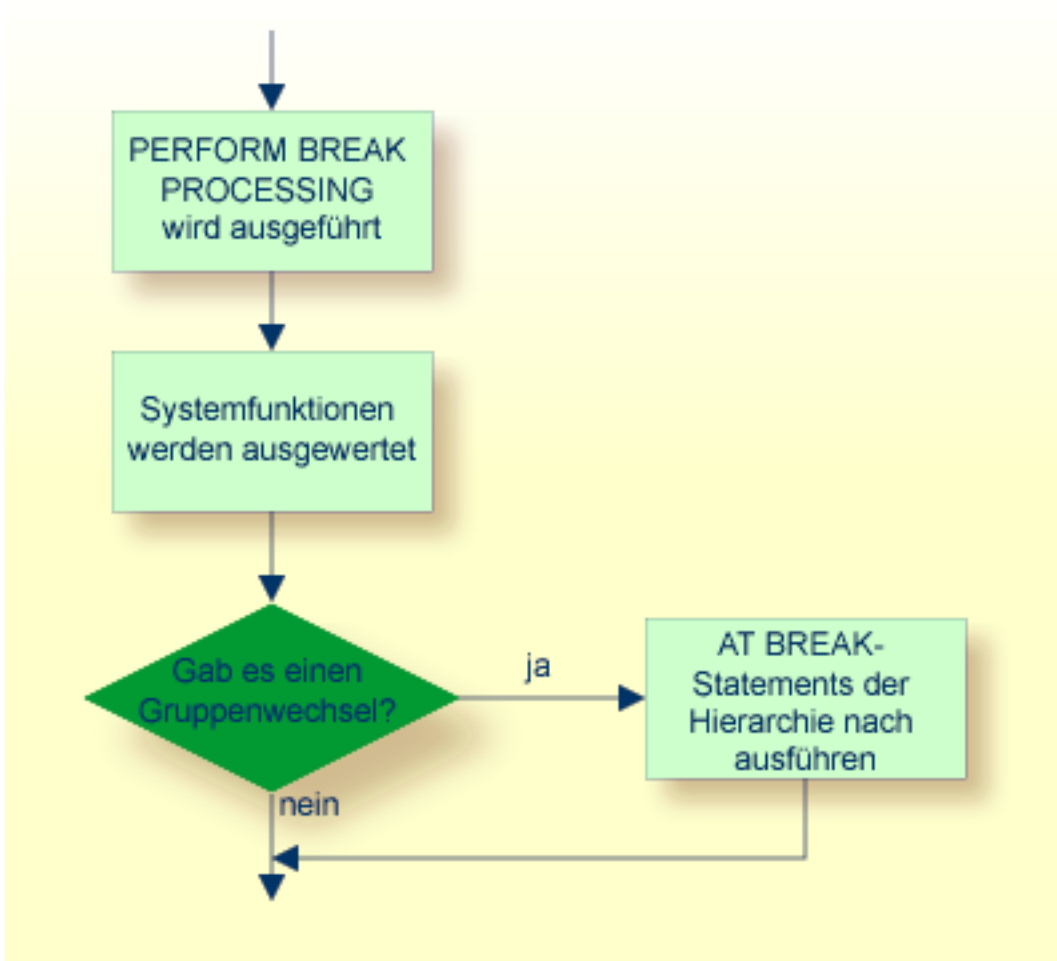 PERFORM BREAK
PROCESSING
wird ausgeführt
Systemfunktionen
werden ausgewertet
Gab es einen
Gruppenwechsel?
ja
AT BREAK-
Statements der
Hierarchie nach
ausführen
nein